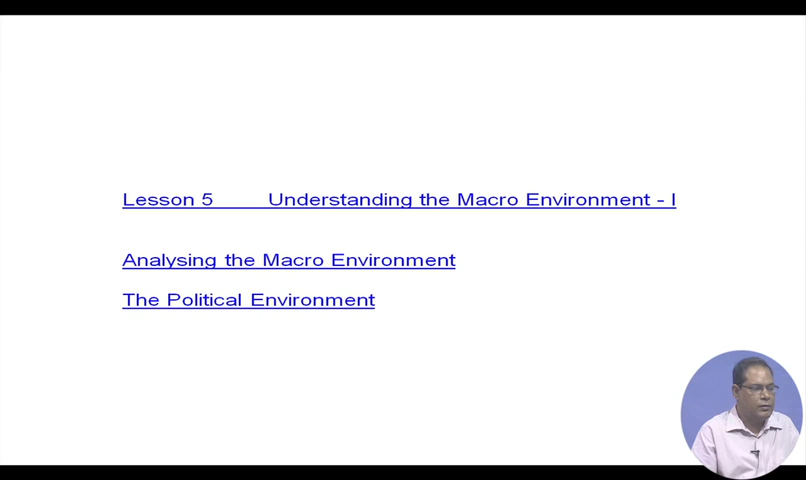 Lesson 5 Understanding the Macro Environment - I
Analysing the Macro Environment
The Political Environment